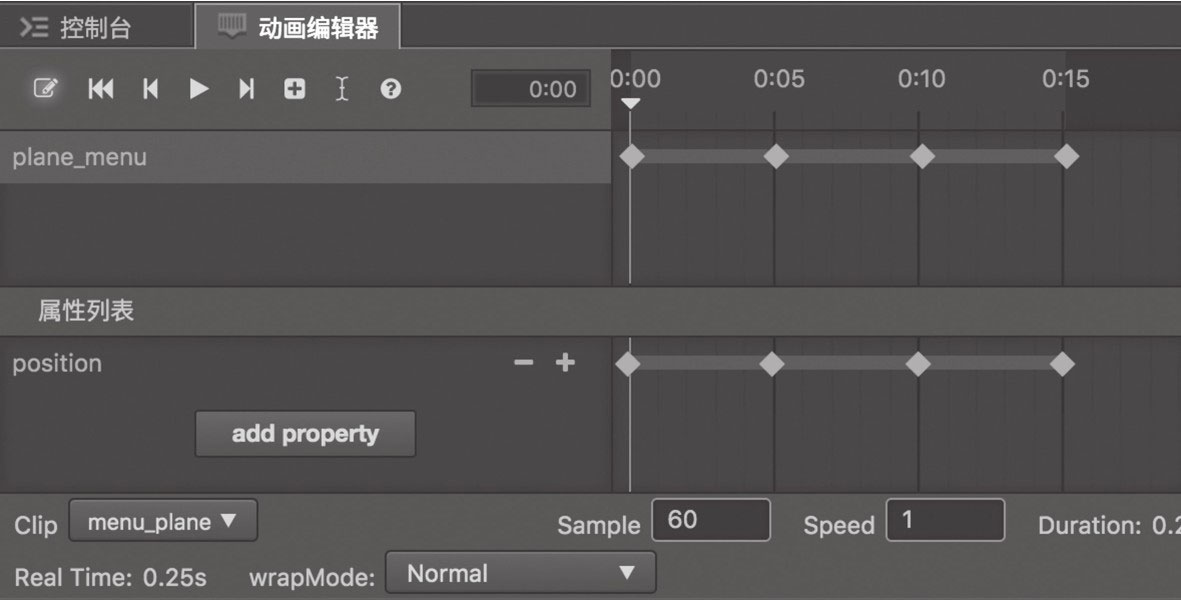 控制台 动画编辑器
0:00 0:00 0:05 0:10 0:15
plane_menu
属性列表
position
add property
Clip menu_plane Sample 60 Speed 1 Duration: 0.2
Real Time: 0.25s wrapMode: Normal